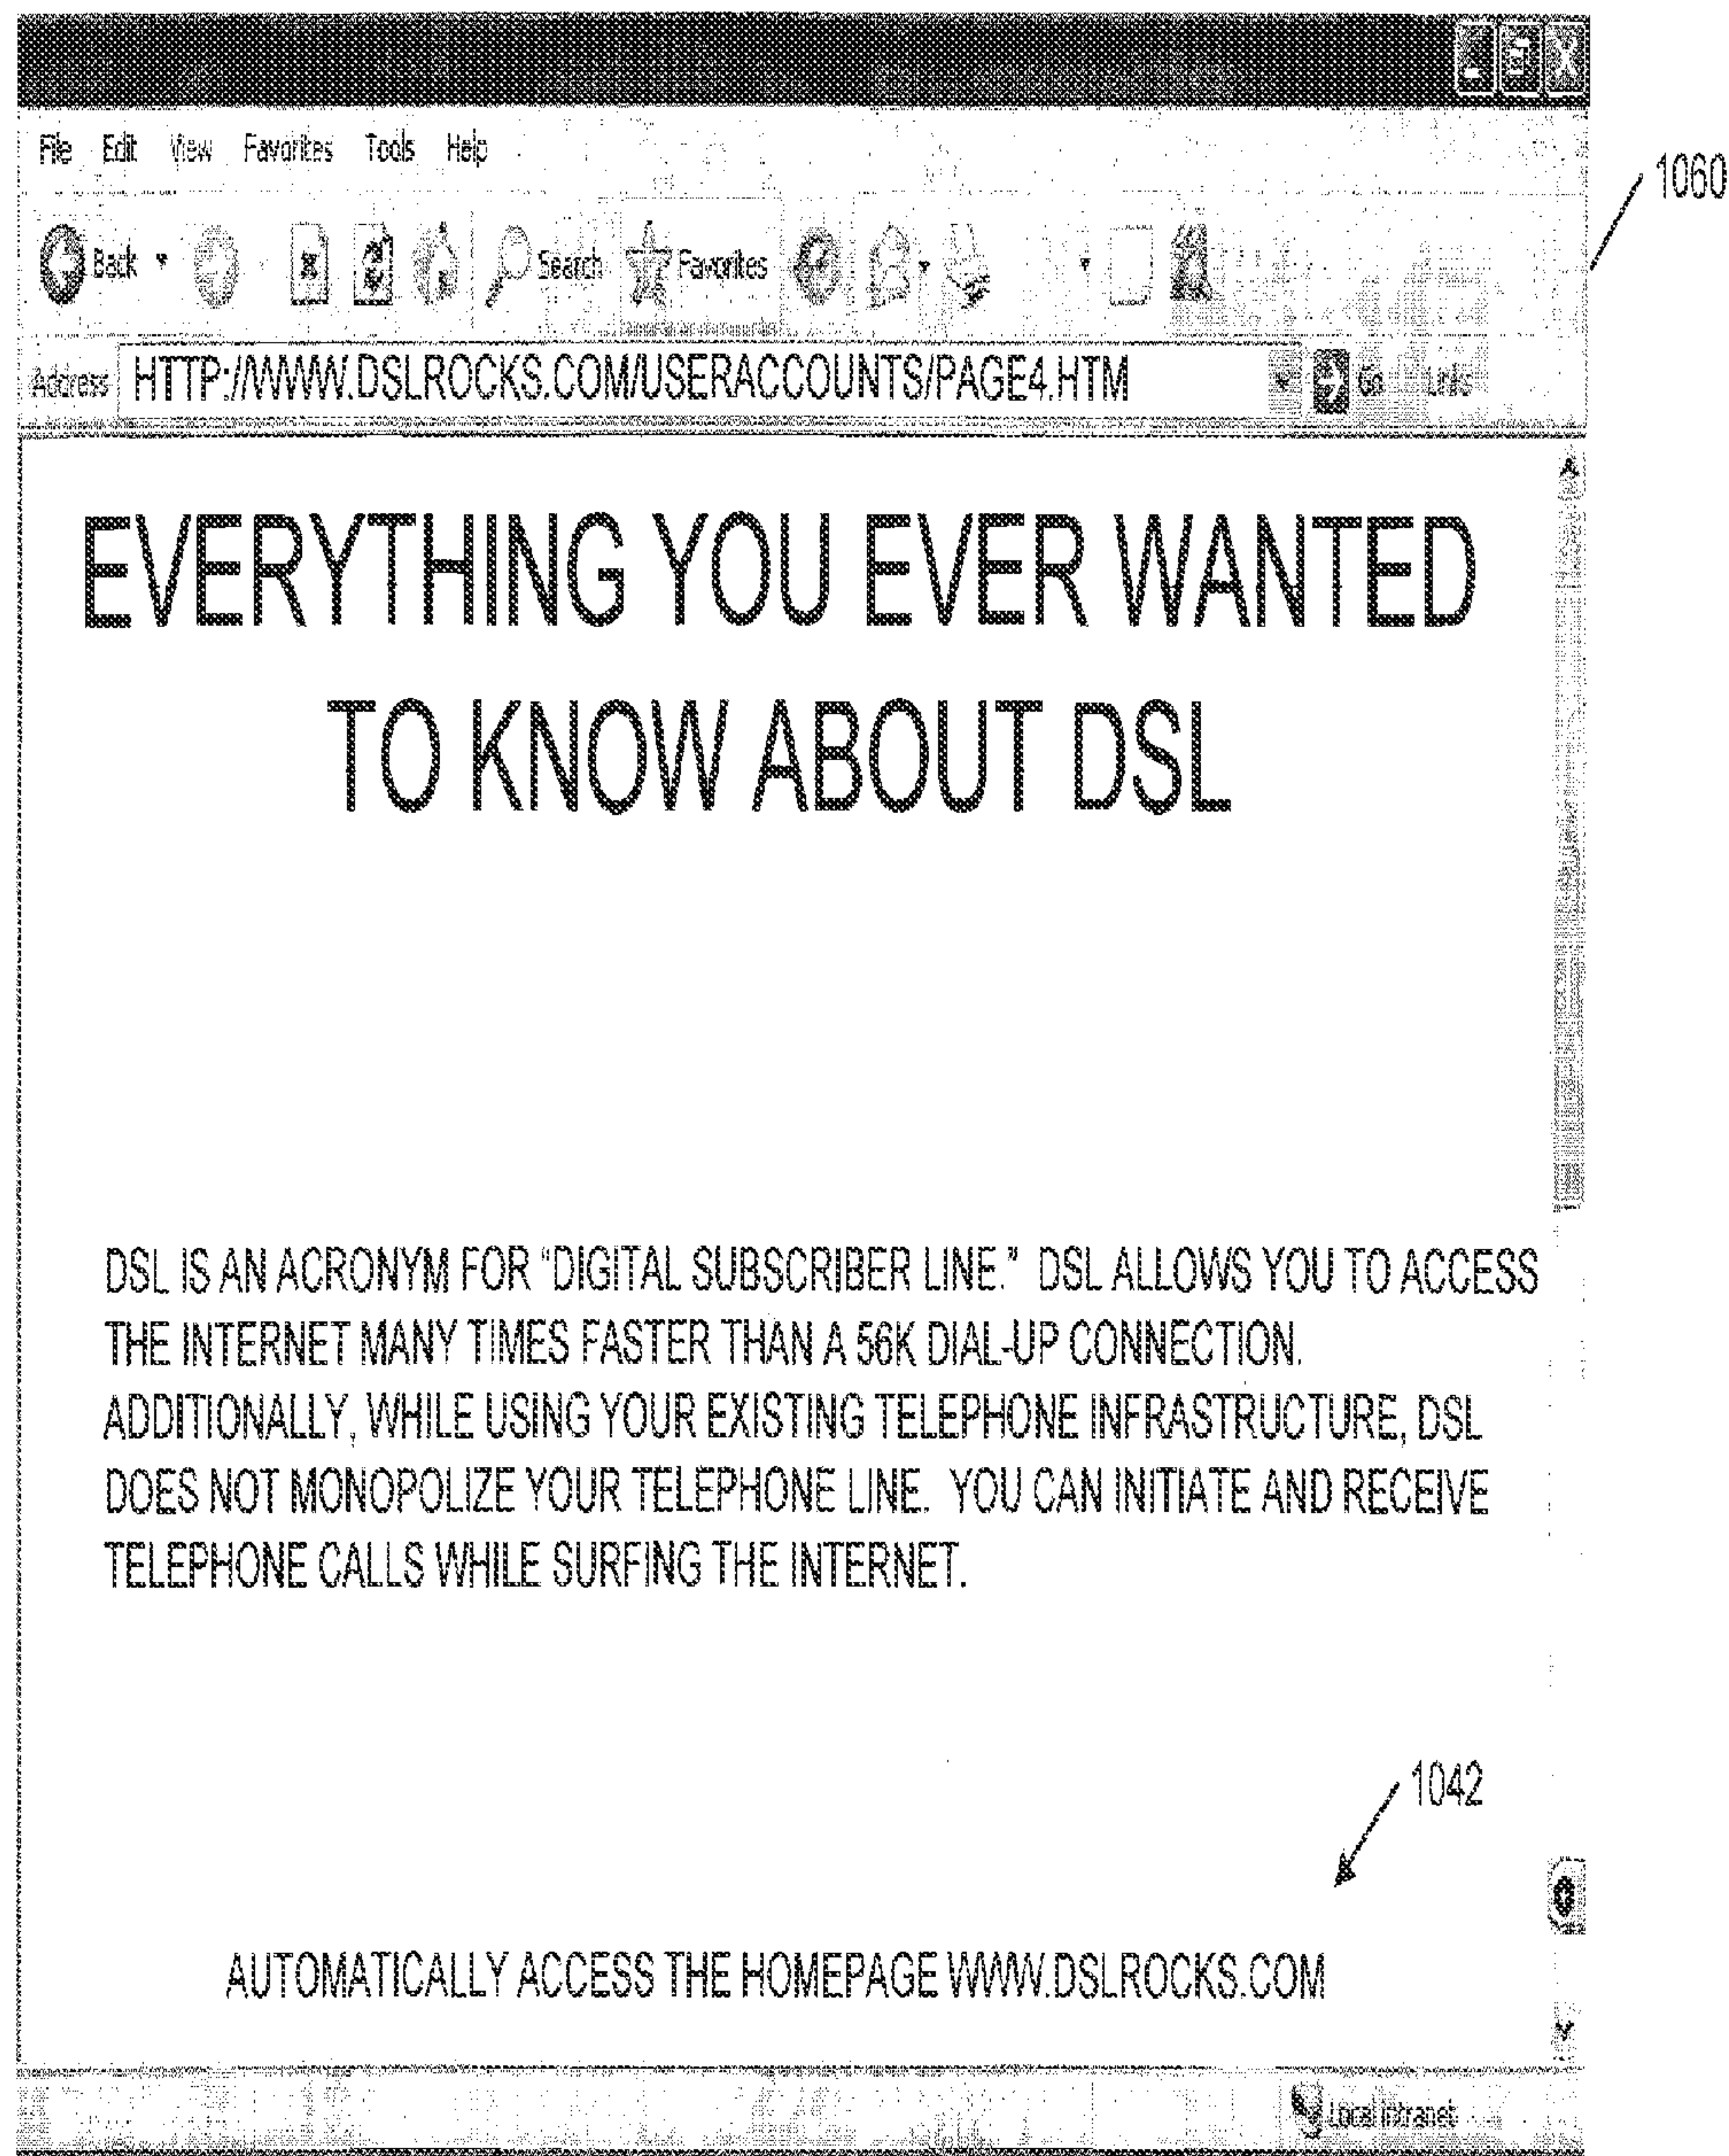 File Edit View Favorites Tools Help
1060
Back Search Favorites
Address HTTP://WWW.DSLROCKS.COM/USERACCOUNTS/PAGE4.HTM Go Links
EVERYTHING YOU EVER WANTED
TO KNOW ABOUT DSL
DSL IS AN ACRONYM FOR "DIGITAL SUBSCRIBER LINE." DSL ALLOWS YOU TO ACCESS
THE INTERNET MANY TIMES FASTER THAN A 56K DIAL-UP CONNECTION.
ADDITIONALLY, WHILE USING YOUR EXISTING TELEPHONE INFRASTRUCTURE, DSL
DOES NOT MONOPOLIZE YOUR TELEPHONE LINE. YOU CAN INITIATE AND RECEIVE
TELEPHONE CALLS WHILE SURFING THE INTERNET.
1042
AUTOMATICALLY ACCESS THE HOMEPAGE WWW.DSLROCKS.COM
Local intranet